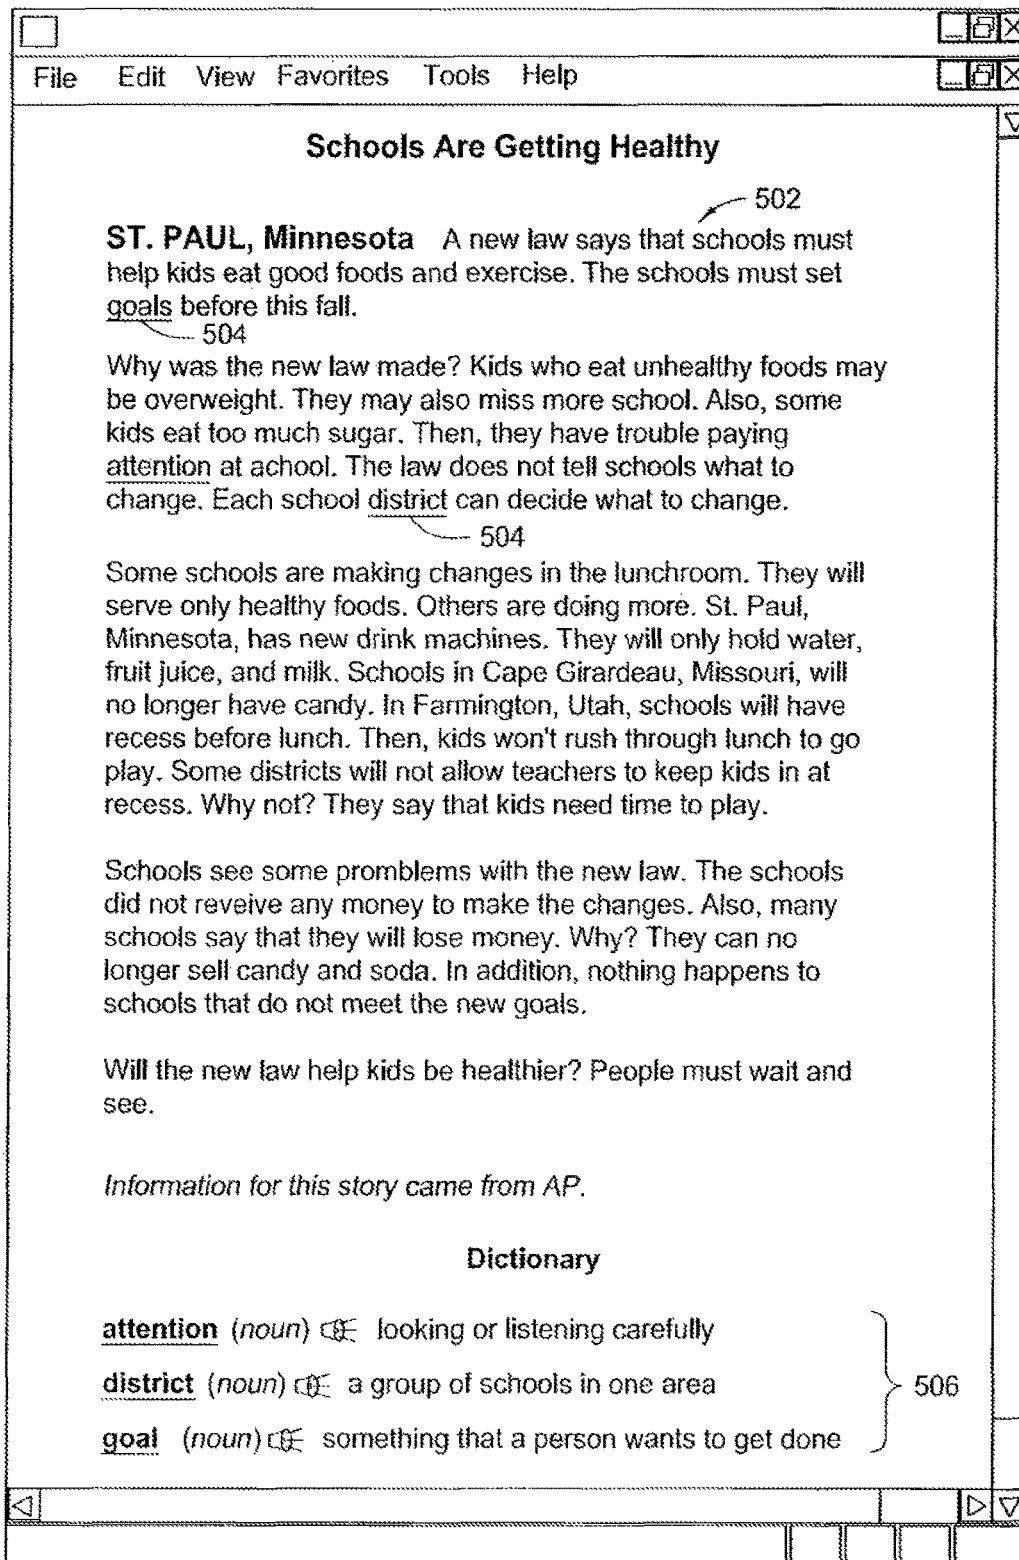 File Edit View Favorites Tools Help
Schools Are Getting Healthy
502
ST. PAUL, Minnesota A new law says that schools must
help kids eat good foods and exercise. The schools must set
goals before this fall.
504
Why was the new law made? Kids who eat unhealthy foods may
be overweight. They may also miss more school. Also, some
kids eat too much sugar. Then, they have trouble paying
attention at achool. The law does not tell schools what to
change. Each school district can decide what to change.
504
Some schools are making changes in the lunchroom. They will
serve only healthy foods. Others are doing more. St. Paul,
Minnesota, has new drink machines. They will only hold water,
fruit juice, and milk. Schools in Cape Girardeau, Missouri, will
no longer have candy. In Farmington, Utah, schools will have
recess before lunch. Then, kids won't rush through lunch to go
play. Some districts will not allow teachers to keep kids in at
recess. Why not? They say that kids need time to play.
Schools see some promblems with the new law. The schools
did not reveive any money to make the changes. Also, many
schools say that they will lose money. Why? They can no
longer sell candy and soda. In addition, nothing happens to
schools that do not meet the new goals.
Will the new law help kids be healthier? People must wait and
see.
Information for this story came from AP.
Dictionary
attention (noun) looking or listening carefully
district (noun) a group of schools in one area
506
goal (noun) something that a person wants to get done